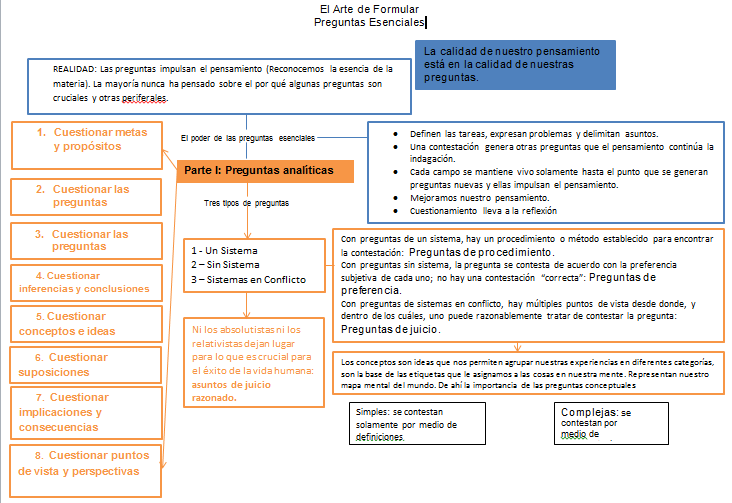 El Arte de Formular
Preguntas Esenciales
La calidad de nuestro pensamiento
está en la calidad de nuestras
preguntas.
REALIDAD: Las preguntas impulsan el pensamiento (Reconocemos la esencia de la
materia). La mayoría nunca ha pensado sobre el por qué algunas preguntas son
cruciales y otras periferales.
1. Cuestionar metas
y propósitos
2. Cuestionar las
preguntas
3. Cuestionar las
preguntas
4. Cuestionar
inferencias y conclusiones
5. Cuestionar
conceptos e ideas
6. Cuestionar
suposiciones
7. Cuestionar
implicaciones y
consecuencias
8. Cuestionar puntos
de vista y perspectivas
El poder de las preguntas esenciales
• Definen las tareas, expresan problemas y delimitan asuntos.
• Una contestación genera otras preguntas que el pensamiento continúa la
indagación.
• Cada campo se mantiene vivo solamente hasta el punto que se generan
preguntas nuevas y ellas impulsan el pensamiento.
• Mejoramos nuestro pensamiento.
• Cuestionamiento lleva a la reflexión
Parte I: Preguntas analíticas
Tres tipos de preguntas
1 - Un Sistema
2 – Sin Sistema
3 – Sistemas en Conflicto
Con preguntas de un sistema, hay un procedimiento o método establecido para encontrar
la contestación: Preguntas de procedimiento.
Con preguntas sin sistema, la pregunta se contesta de acuerdo con la preferencia
subjetiva de cada uno; no hay una contestación “correcta”: Preguntas de
preferencia.
Con preguntas de sistemas en conflicto, hay múltiples puntos de vista desde donde, y
dentro de los cuáles, uno puede razonablemente tratar de contestar la pregunta:
Preguntas de juicio.
Ni los absolutistas ni los
relativistas dejan lugar
para lo que es crucial para
el éxito de la vida humana:
asuntos de juicio
razonado.
Los conceptos son ideas que nos permiten agrupar nuestras experiencias en diferentes categorías,
son la base de las etiquetas que le asignamos a las cosas en nuestra mente. Representan nuestro
mapa mental del mundo. De ahí la importancia de las preguntas conceptuales
Simples: se contestan
solamente por medio de
definiciones.
Complejas: se
contestan por
medio de